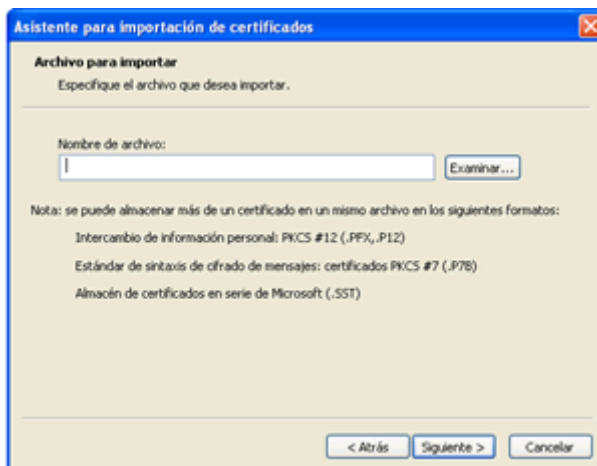 Asistente para importación de certificados
Archivo para importar
Especifique el archivo que desea importar.
Nombre de archivo:
Examinar...
Nota: se puede almacenar más de un certificado en un mismo archivo en los siguientes formatos:
Intercambio de información personal: PKCS #12 (.PFX,.P12)
Estándar de sintaxis de cifrado de mensajes: certificados PKCS #7 (.P7B)
Almacén de certificados en serie de Microsoft (.SST)
< Atrás Siguiente > Cancelar